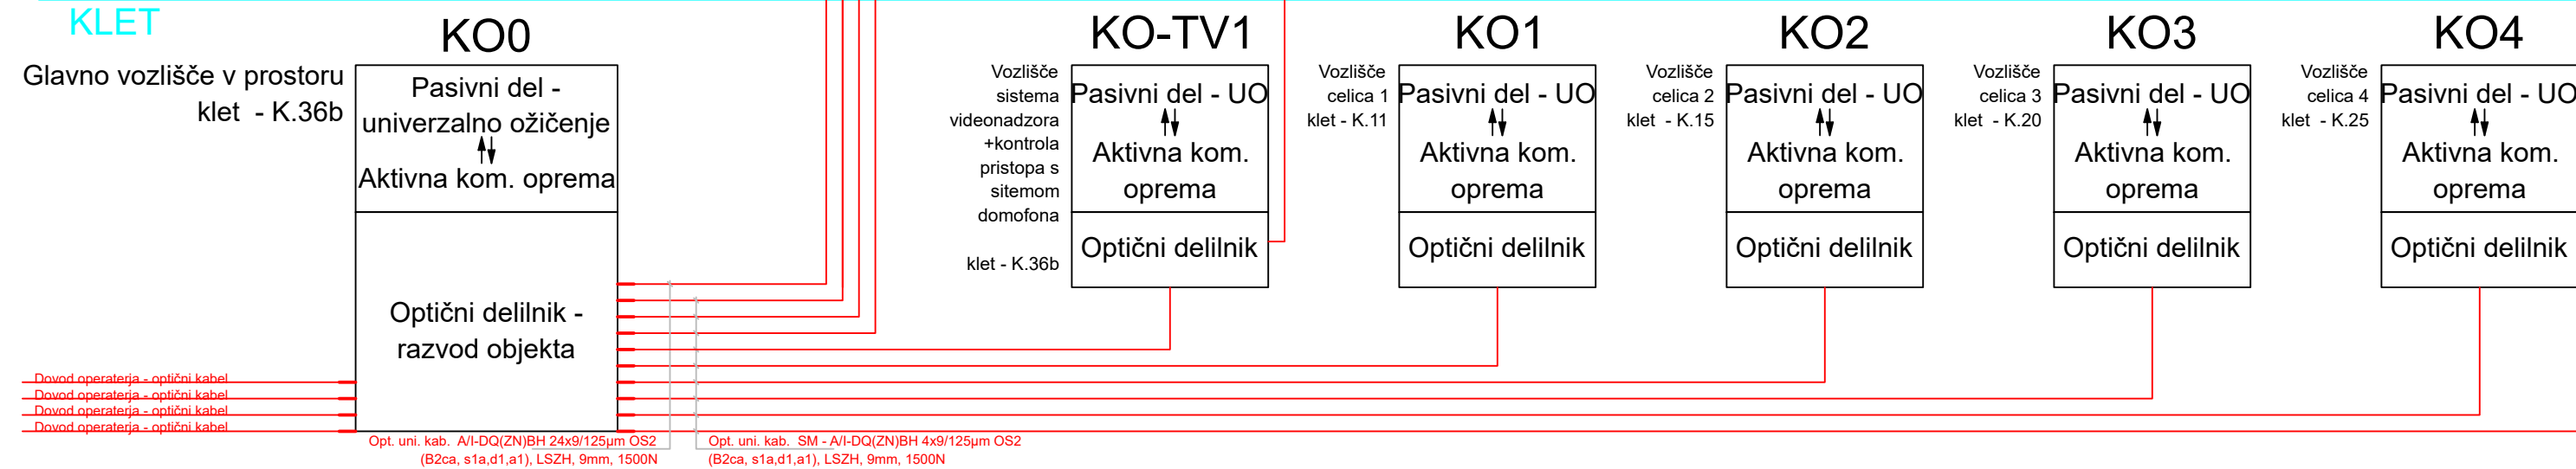 KLET
KO0
Glavno vozlišče v prostoru
klet - K.36b
Pasivni del -
univerzalno ožičenje
Aktivna kom. oprema
Optični delilnik -
razvod objekta
Dovod operaterja - optični kabel
Dovod operaterja - optični kabel
Dovod operaterja - optični kabel
Dovod operaterja - optični kabel
Opt. uni. kab. A/I-DQ(ZN)BH 24x9/125µm OS2
(B2ca, s1a,d1,a1), LSZH, 9mm, 1500N
Opt. uni. kab. SM - A/I-DQ(ZN)BH 4x9/125µm OS2
(B2ca, s1a,d1,a1), LSZH, 9mm, 1500N
KO-TV1
Vozlišče
sistema
videonadzora
+kontrola
pristopa s
sitemom
domofona
klet - K.36b
Pasivni del - UO
Aktivna kom.
oprema
Optični delilnik
KO1
Vozlišče
celica 1
klet - K.11
Pasivni del - UO
Aktivna kom.
oprema
Optični delilnik
KO2
Vozlišče
celica 2
klet - K.15
Pasivni del - UO
Aktivna kom.
oprema
Optični delilnik
KO3
Vozlišče
celica 3
klet - K.20
Pasivni del - UO
Aktivna kom.
oprema
Optični delilnik
KO4
Vozlišče
celica 4
klet - K.25
Pasivni del - UO
Aktivna kom.
oprema
Optični delilnik